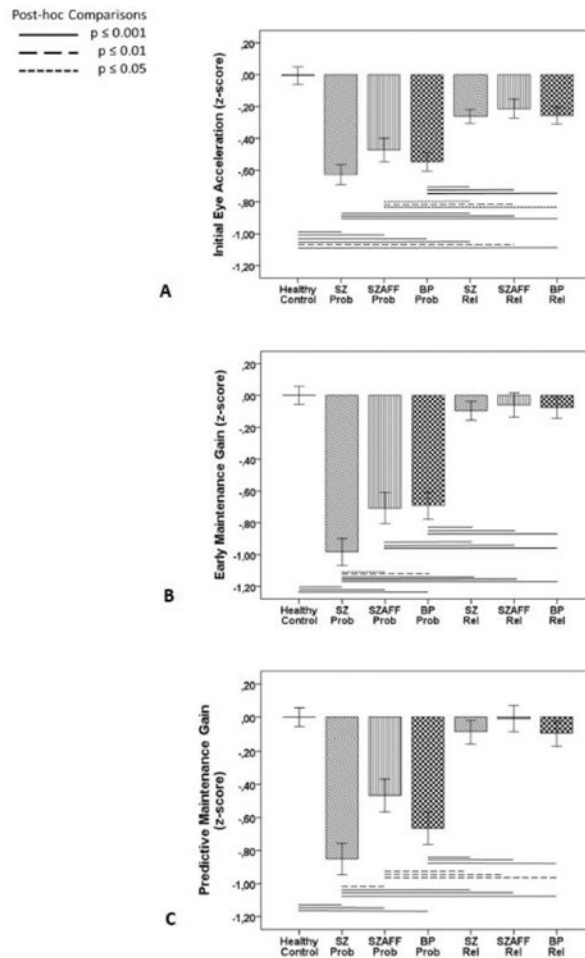 Post-hoc Comparisons
p ≤ 0.001
p ≤ 0.01
p ≤ 0.05
Initial Eye Acceleration (z-score)
,20
,00
-,20
-,40
-,60
-,80
-1,00
-1,20
Healthy Control SZ Prob SZAFF Prob BP Prob SZ Rel SZAFF Rel BP Rel
A
Early Maintenance Gain (z-score)
,20
,00
-,20
-,40
-,60
-,80
-1,00
-1,20
Healthy Control SZ Prob SZAFF Prob BP Prob SZ Rel SZAFF Rel BP Rel
B
Predictive Maintenance Gain
(z-score)
,20
,00
-,20
-,40
-,60
-,80
-1,00
-1,20
Healthy Control SZ Prob SZAFF Prob BP Prob SZ Rel SZAFF Rel BP Rel
C